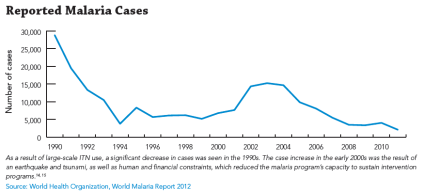 Reported Malaria Cases
Number of cases
30,000
25,000
20,000
15,000
10,000
5,000
0
1990 1992 1994 1996 1998 2000 2002 2004 2006 2008 2010
As a result of large-scale ITN use, a significant decrease in cases was seen in the 1990s. The case increase in the early 2000s was the result of
an earthquake and tsunami, as well as human and financial constraints, which reduced the malaria program's capacity to sustain intervention
programs.14,15
Source: World Health Organization, World Malaria Report 2012